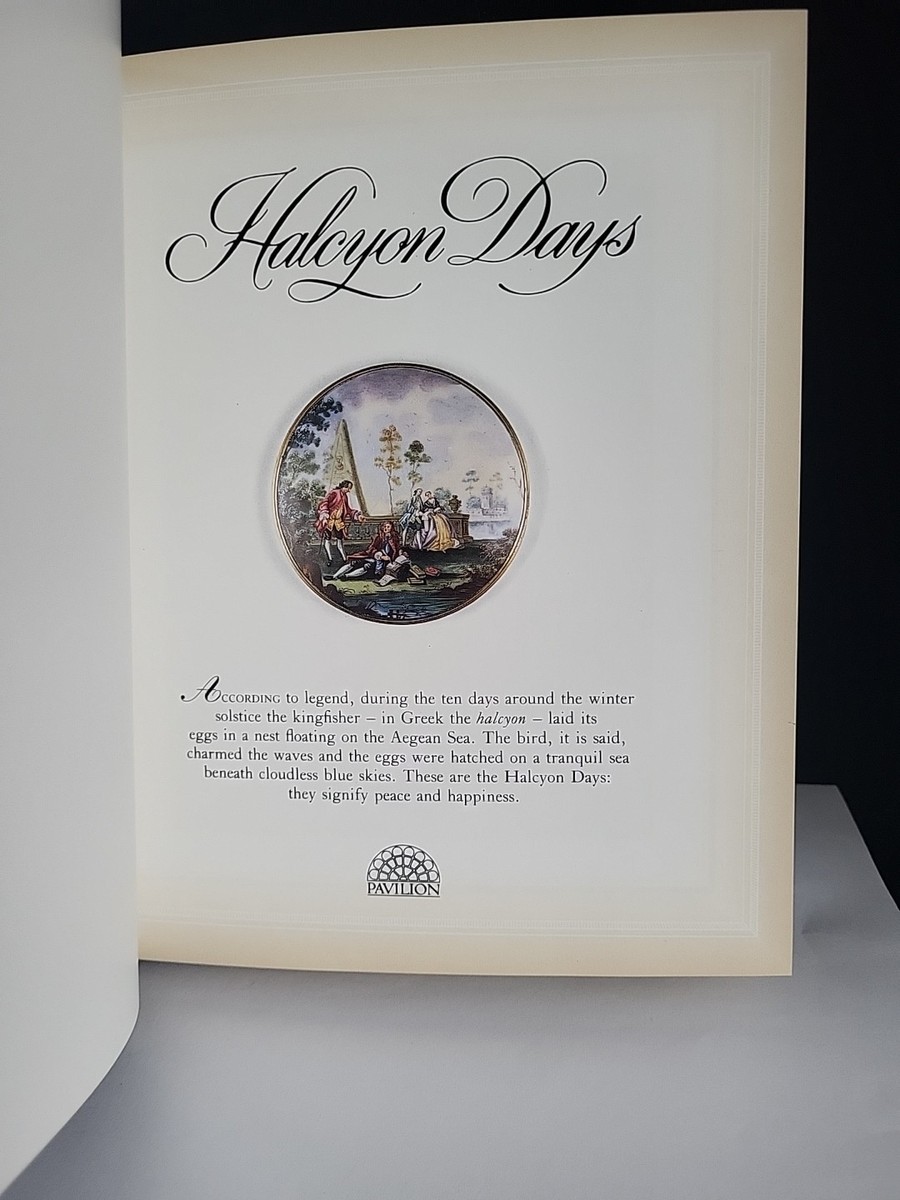 Halcyon Days
ACCORDING to legend, during the ten days around the winter
solstice the kingfisher – in Greek the halcyon – laid its
eggs in a nest floating on the Aegean Sea. The bird, it is said,
charmed the waves and the eggs were hatched on a tranquil sea
beneath cloudless blue skies. These are the Halcyon Days:
they signify peace and happiness.
PAVILION